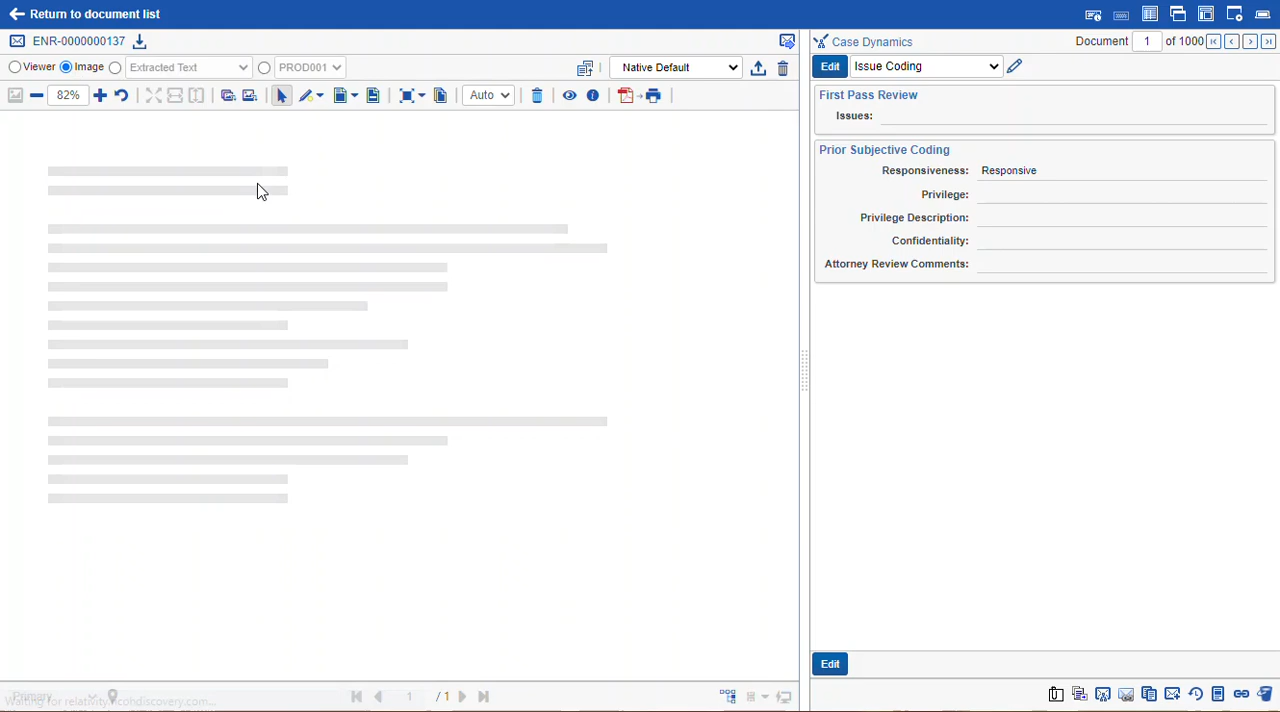 Return to document list
ENR-0000000137
Case Dynamics
Document 1 of 1000
Viewer Image Extracted Text PROD001 Native Default
Edit Issue Coding
82% Auto
First Pass Review
Issues:
Prior Subjective Coding
Responsiveness: Responsive
Privilege:
Privilege Description:
Confidentiality:
Attorney Review Comments:
Edit
Primary 1 / 1